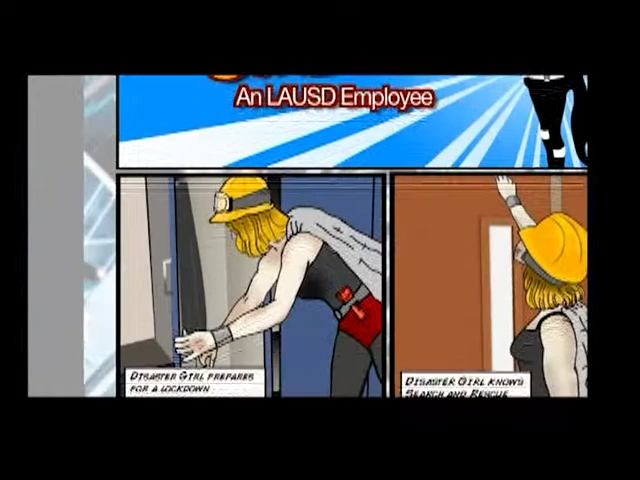 An LAUSD Employee
DISASTER GIRL PREPARES
FOR A LOCKDOWN
DISASTER GIRL KNOWS
SEARCH AND RESCUE